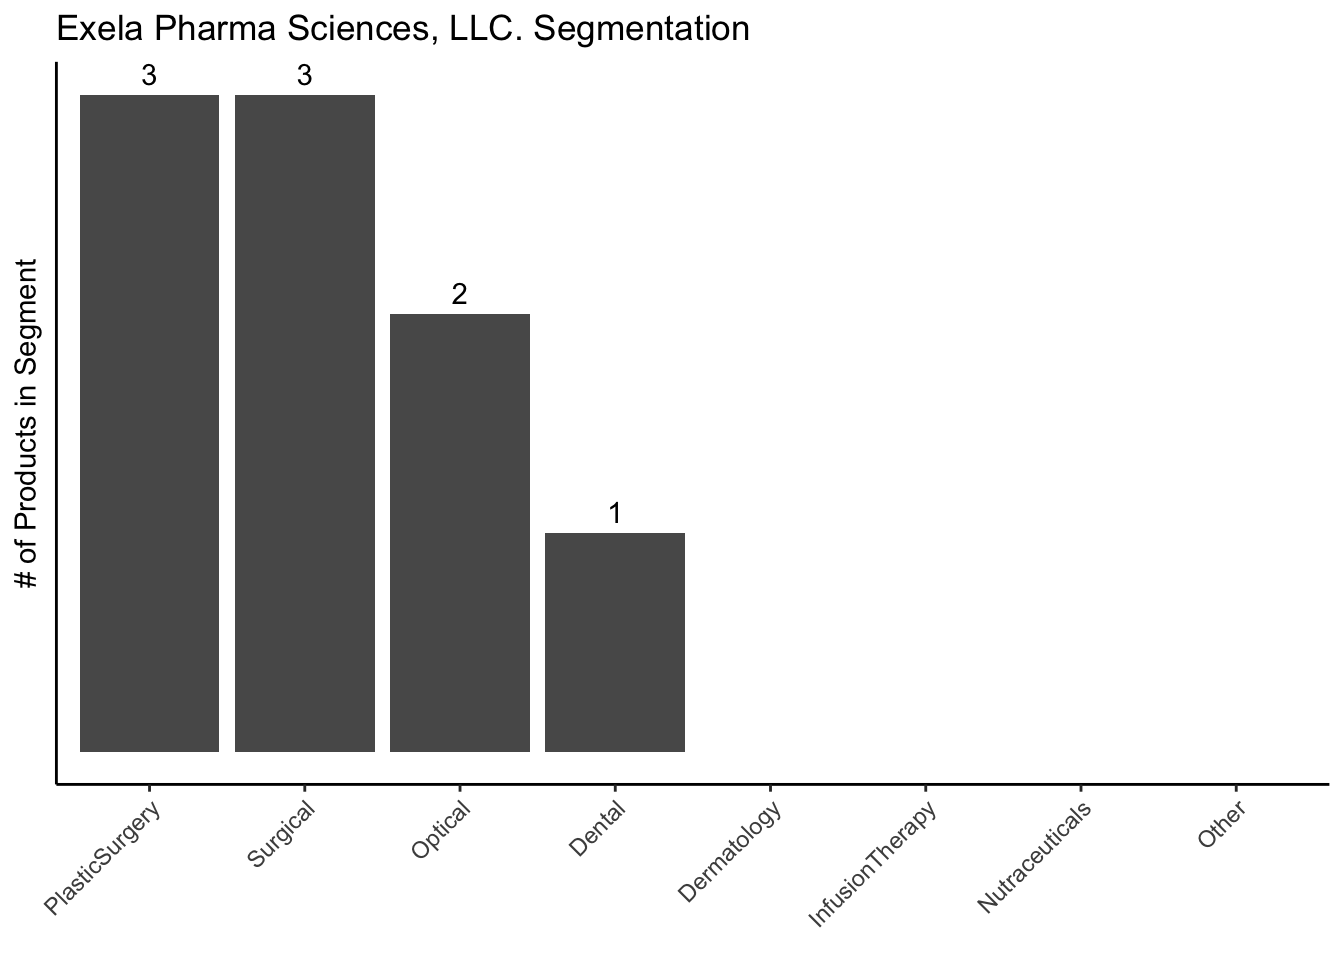 Exela Pharma Sciences, LLC. Segmentation
3
3
2
1
# of Products in Segment
PlasticSurgery
Surgical
Optical
Dental
Dermatology
InfusionTherapy
Nutraceuticals
Other